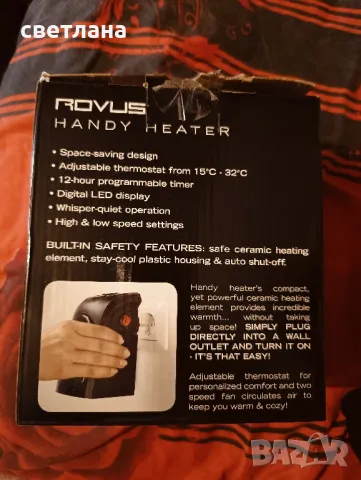 светлана
ROVUS
HANDY HEATER
• Space-saving design
• Adjustable thermostat from 15°C - 32°C
• 12-hour programmable timer
• Digital LED display
• Whisper-quiet operation
• High & low speed settings
BUILT-IN SAFETY FEATURES: safe ceramic heating
element, stay-cool plastic housing & auto shut-off.
Handy heater's compact,
yet powerful ceramic heating
element provides incredible
warmth... without taking
up space! SIMPLY PLUG
DIRECTLY INTO A WALL
OUTLET AND TURN IT ON
- IT'S THAT EASY!
Adjustable thermostat for
personalized comfort and two
speed fan circulates air to
keep you warm & cozy!
BAZAR